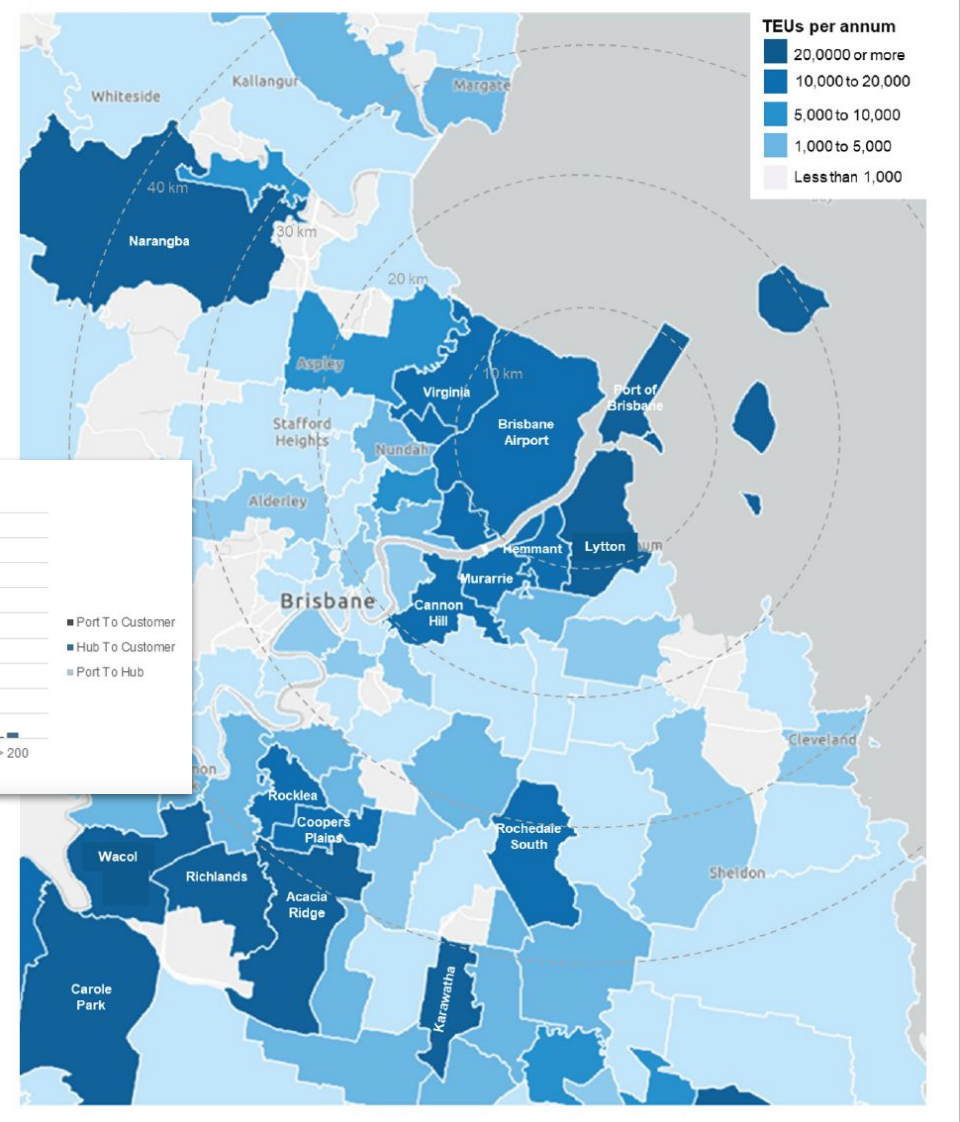 TEUs per annum
20,0000 or more
10,000 to 20,000
5,000 to 10,000
1,000 to 5,000
Less than 1,000
Kallangur
Margate
Whiteside
40 km
Narangba
30 km
20 km
Aspley
10 km
Virginia
Port of
Brisbane
Brisbane
Airport
Stafford
Heights
Nundah
Alderley
Hemmant
Lytton
num
Murarrie
Brisbane
Cannon
Hill
Port To Customer
Hub To Customer
Port To Hub
> 200
Cleveland
non
Rocklea
Coopers
Plains
Rochedale
South
Wacol
Richlands
Sheldon
Acacia
Ridge
Karawatha
Carole
Park